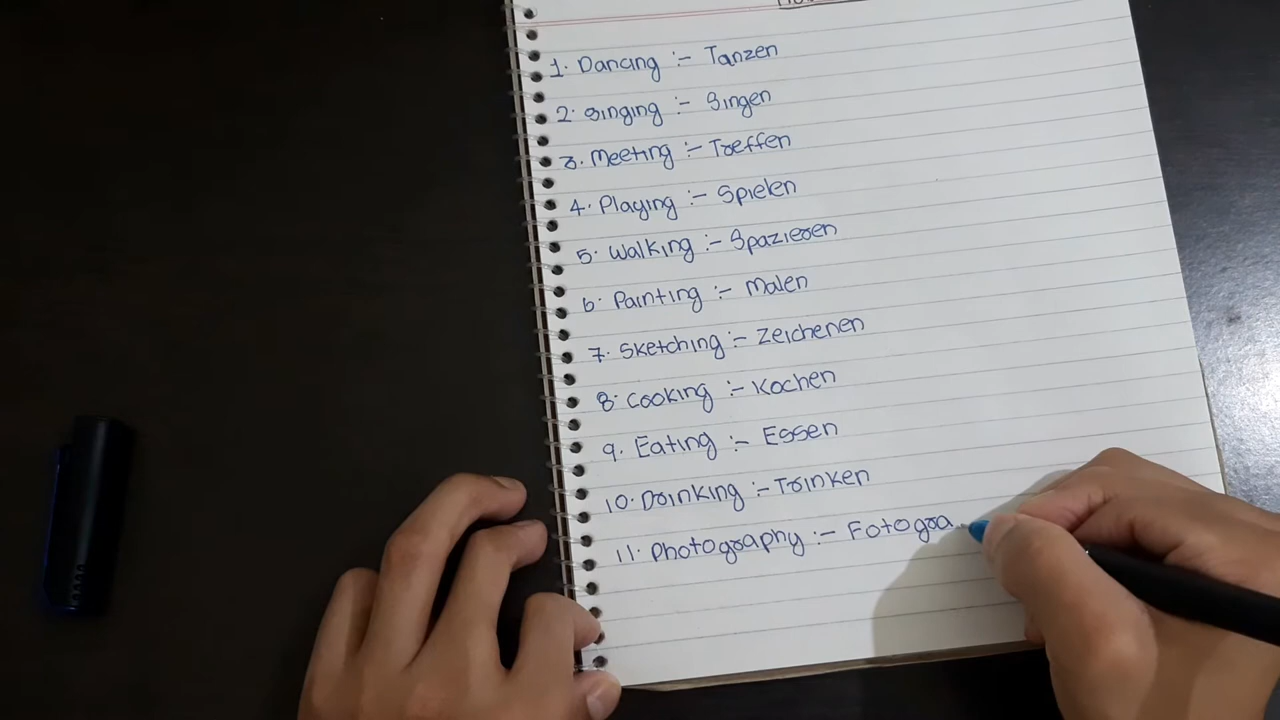 1. Dancing :- Tanzen
2. Singing :- Singen
3. Meeting :- Treffen
4. Playing :- Spielen
5. Walking :- Spazieren
6. Painting :- Malen
7. Sketching :- Zeichenen
8. Cooking :- Kochen
9. Eating :- Essen
10. Drinking :- Trinken
11. Photography :- Fotogra